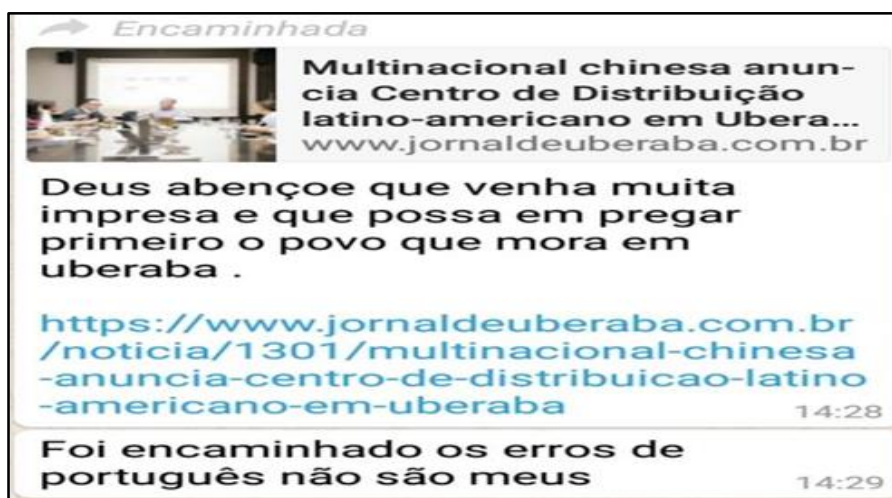 Encaminhada
Multinacional chinesa anun-
cia Centro de Distribuição
latino-americano em Ubera...
www.jornaldeuberaba.com.br
Deus abençoe que venha muita
impresa e que possa em pregar
primeiro o povo que mora em
uberaba .
https://www.jornaldeuberaba.com.br
/noticia/1301/multinacional-chinesa
-anuncia-centro-de-distribuicao-latino
-americano-em-uberaba
14:28
Foi encaminhado os erros de
português não são meus
14:29